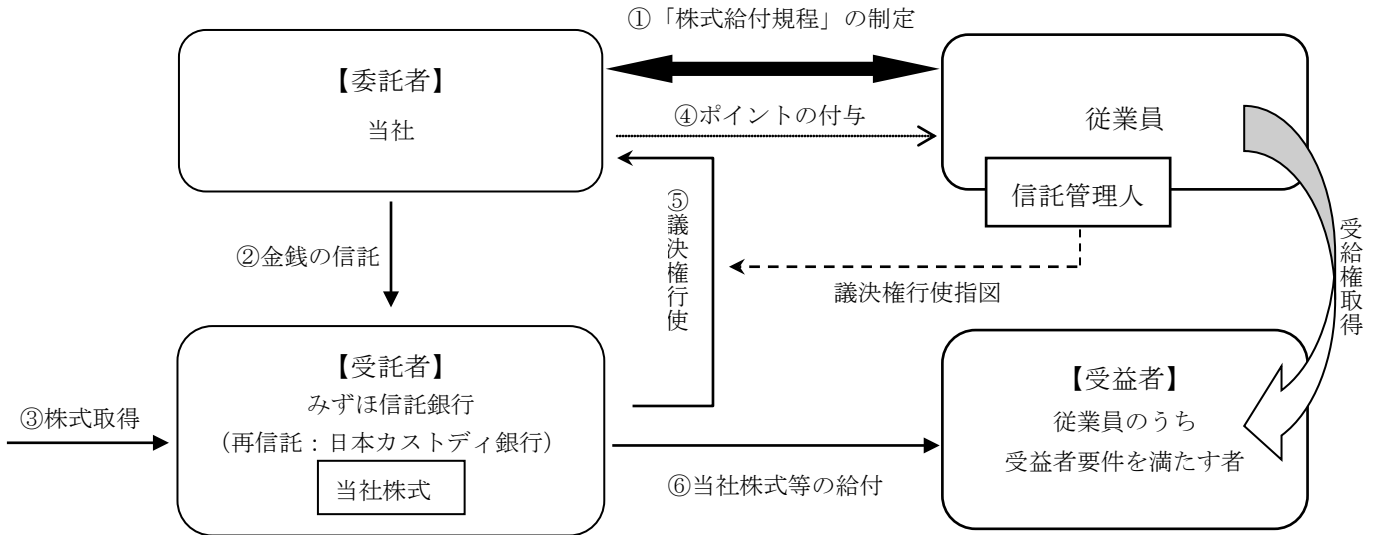 ①「株式給付規程」の制定
【委託者】
当社
④ポイントの付与
従業員
信託管理人
②金銭の信託
⑤議決権行使
議決権行使指図
受給権取得
【受託者】
みずほ信託銀行
(再信託：日本カストディ銀行)
当社株式
③株式取得
⑥当社株式等の給付
【受益者】
従業員のうち
受益者要件を満たす者